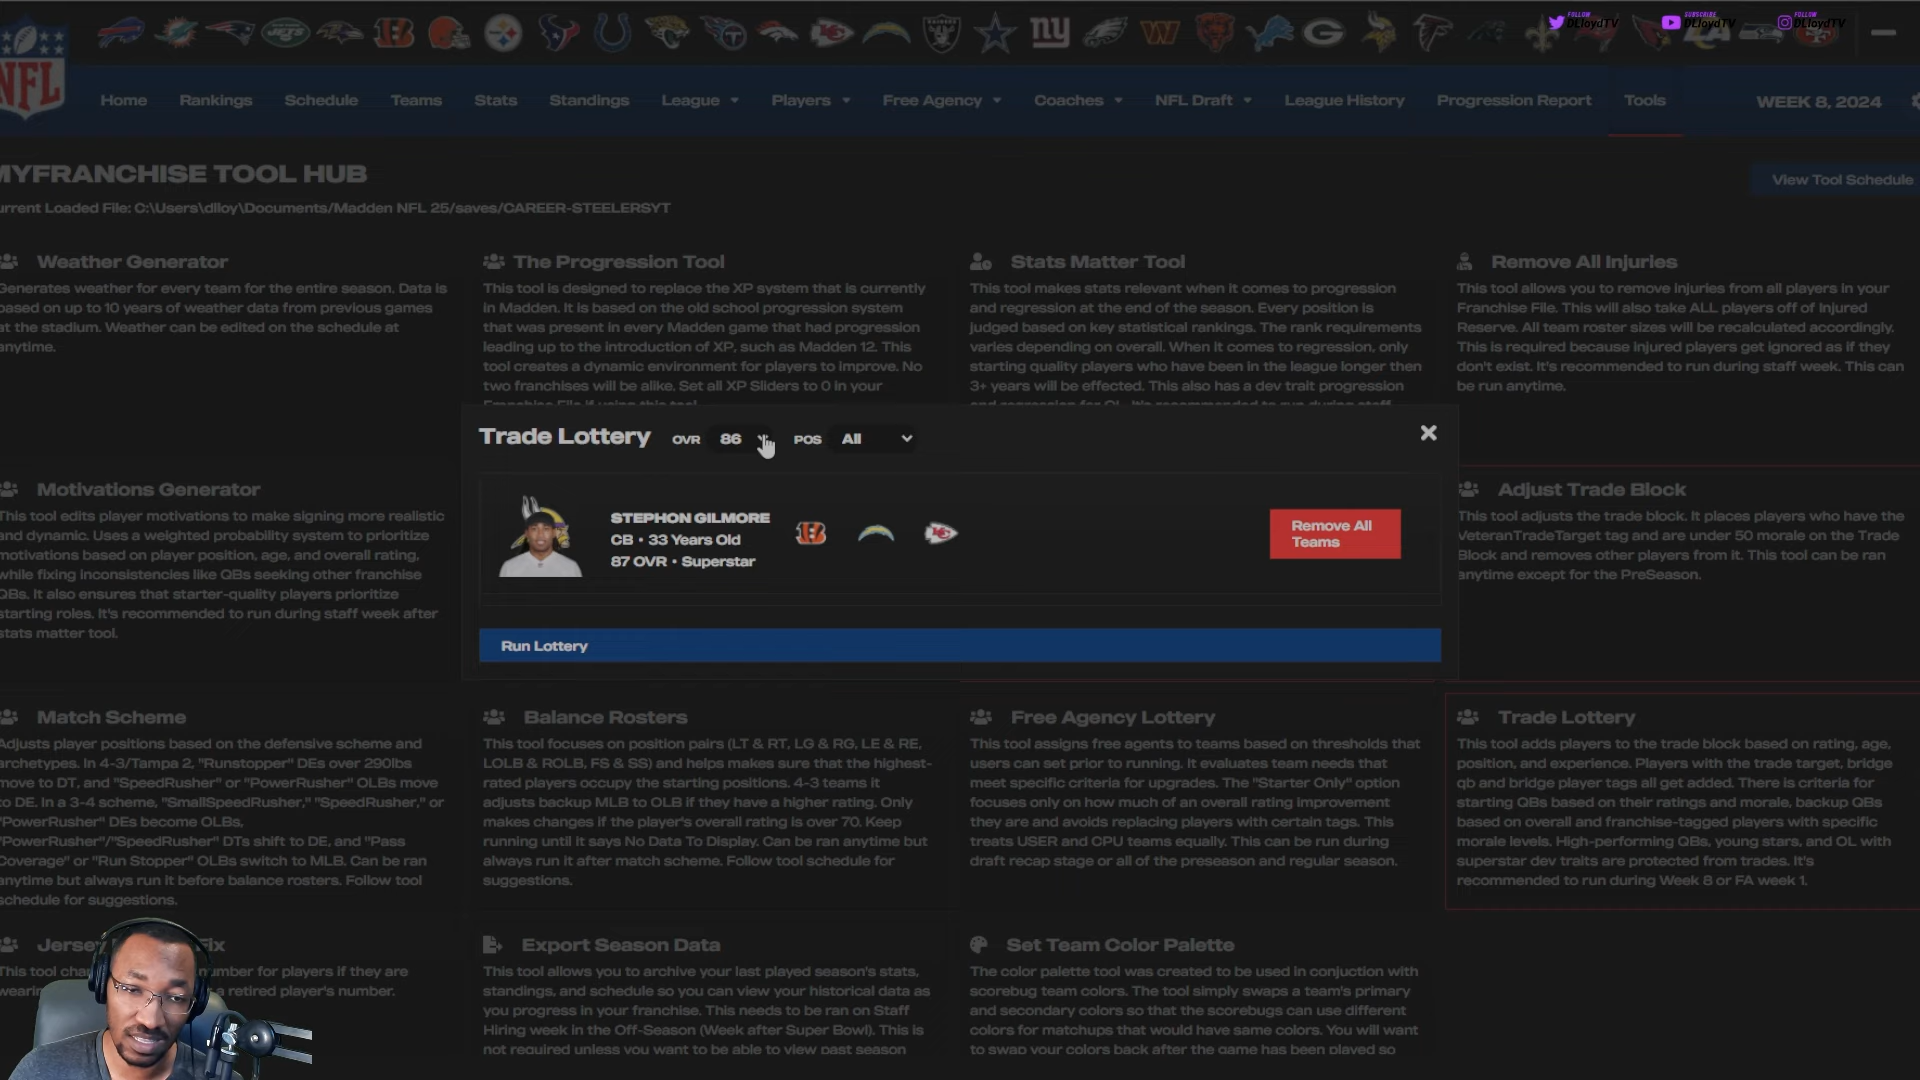 FOLLOW
DLloydTV
SUBSCRIBE
DLloydTV
FOLLOW
DLloydTV
NFL
Home Rankings Schedule Teams Stats Standings League Players Free Agency Coaches NFL Draft League History Progression Report Tools WEEK 8, 2024
MYFRANCHISE TOOL HUB
View Tool Schedule
urrent Loaded File: C:\Users\dlloy\Documents/Madden NFL 25/saves/CAREER-STEELERSYT
Weather Generator
Generates weather for every team for the entire season. Data is
based on up to 10 years of weather data from previous games
at the stadium. Weather can be edited on the schedule at
anytime.
The Progression Tool
This tool is designed to replace the XP system that is currently
in Madden. It is based on the old school progression system
that was present in every Madden game that had progression
leading up to the introduction of XP, such as Madden 12. This
tool creates a dynamic environment for players to improve. No
two franchises will be alike. Set all XP Sliders to 0 in your
Franchise File if using this tool.
Stats Matter Tool
This tool makes stats relevant when it comes to progression
and regression at the end of the season. Every position is
judged based on key statistical rankings. The rank requirements
varies depending on overall. When it comes to regression, only
starting quality players who have been in the league longer then
3+ years will be effected. This also has a dev trait progression
and regression for OL. It's recommended to run during staff
Remove All Injuries
This tool allows you to remove injuries from all players in your
Franchise File. This will also take ALL players off of Injured
Reserve. All team roster sizes will be recalculated accordingly.
This is required because injured players get ignored as if they
don't exist. It's recommended to run during staff week. This can
be run anytime.
Trade Lottery OVR 86 POS All
STEPHON GILMORE
CB • 33 Years Old
87 OVR • Superstar
Remove All
Teams
Run Lottery
Motivations Generator
This tool edits player motivations to make signing more realistic
and dynamic. Uses a weighted probability system to prioritize
motivations based on player position, age, and overall rating,
while fixing inconsistencies like QBs seeking other franchise
QBs. It also ensures that starter-quality players prioritize
starting roles. It's recommended to run during staff week after
stats matter tool.
Adjust Trade Block
This tool adjusts the trade block. It places players who have the
VeteranTradeTarget tag and are under 50 morale on the Trade
Block and removes other players from it. This tool can be ran
anytime except for the PreSeason.
Match Scheme
Adjusts player positions based on the defensive scheme and
archetypes. In 4-3/Tampa 2, "Runstopper" DEs over 290lbs
move to DT, and "SpeedRusher" or "PowerRusher" OLBs move
to DE. In a 3-4 scheme, "SmallSpeedRusher," "SpeedRusher," or
"PowerRusher" DEs become OLBs,
"PowerRusher"/"SpeedRusher" DTs shift to DE, and "Pass
Coverage" or "Run Stopper" OLBs switch to MLB. Can be ran
anytime but always run it before balance rosters. Follow tool
schedule for suggestions.
Balance Rosters
This tool focuses on position pairs (LT & RT, LG & RG, LE & RE,
LOLB & ROLB, FS & SS) and helps makes sure that the highest-
rated players occupy the starting positions. 4-3 teams it
adjusts backup MLB to OLB if they have a higher rating. Only
makes changes if the player's overall rating is over 70. Keep
running until it says No Data To Display. Can be ran anytime but
always run it after match scheme. Follow tool schedule for
suggestions.
Free Agency Lottery
This tool assigns free agents to teams based on thresholds that
users can set prior to running. It evaluates team needs that
meet specific criteria for upgrades. The "Starter Only" option
focuses only on how much of an overall rating improvement
they are and avoids replacing players with certain tags. This
treats USER and CPU teams equally. This can be run during
draft recap stage or all of the preseason and regular season.
Trade Lottery
This tool adds players to the trade block based on rating, age,
position, and experience. Players with the trade target, bridge
qb and bridge player tags all get added. There is criteria for
starting QBs based on their ratings and morale, backup QBs
based on overall and franchise-tagged players with specific
morale levels. High-performing QBs, young stars, and OL with
superstar dev traits are protected from trades. It's
recommended to run during Week 8 or FA week 1.
Jersey ix
This tool cha umber for players if they are
wearin a retired player's number.
Export Season Data
This tool allows you to archive your last played season's stats,
standings, and schedule so you can view your historical data as
you progress in your franchise. This needs to be ran on Staff
Hiring week in the Off-Season (Week after Super Bowl). This is
not required unless you want to be able to view past season
Set Team Color Palette
The color palette tool was created to be used in conjuction with
scorebug team colors. The tool simply swaps a team's primary
and secondary colors so that the scorebugs can use different
colors for matchups that would have same colors. You will want
to swap your colors back after the game has been played so